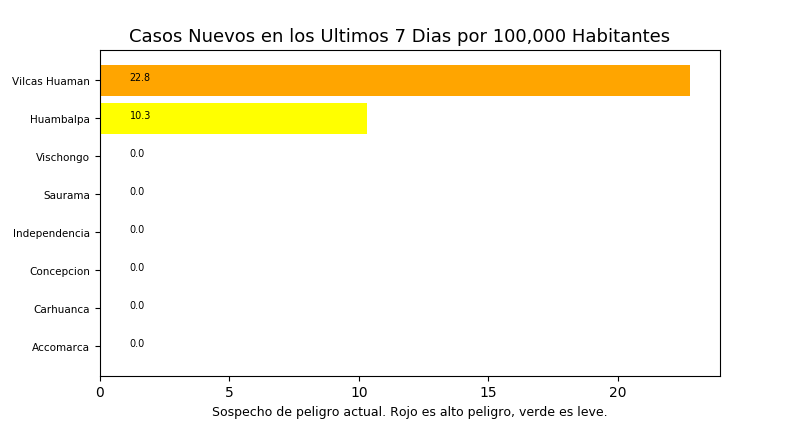 Casos Nuevos en los Ultimos 7 Dias por 100,000 Habitantes
Vilcas Huaman 22.8
Huambalpa 10.3
Vischongo 0.0
Saurama 0.0
Independencia 0.0
Concepcion 0.0
Carhuanca 0.0
Accomarca 0.0
0 5 10 15 20
Sospecho de peligro actual. Rojo es alto peligro, verde es leve.